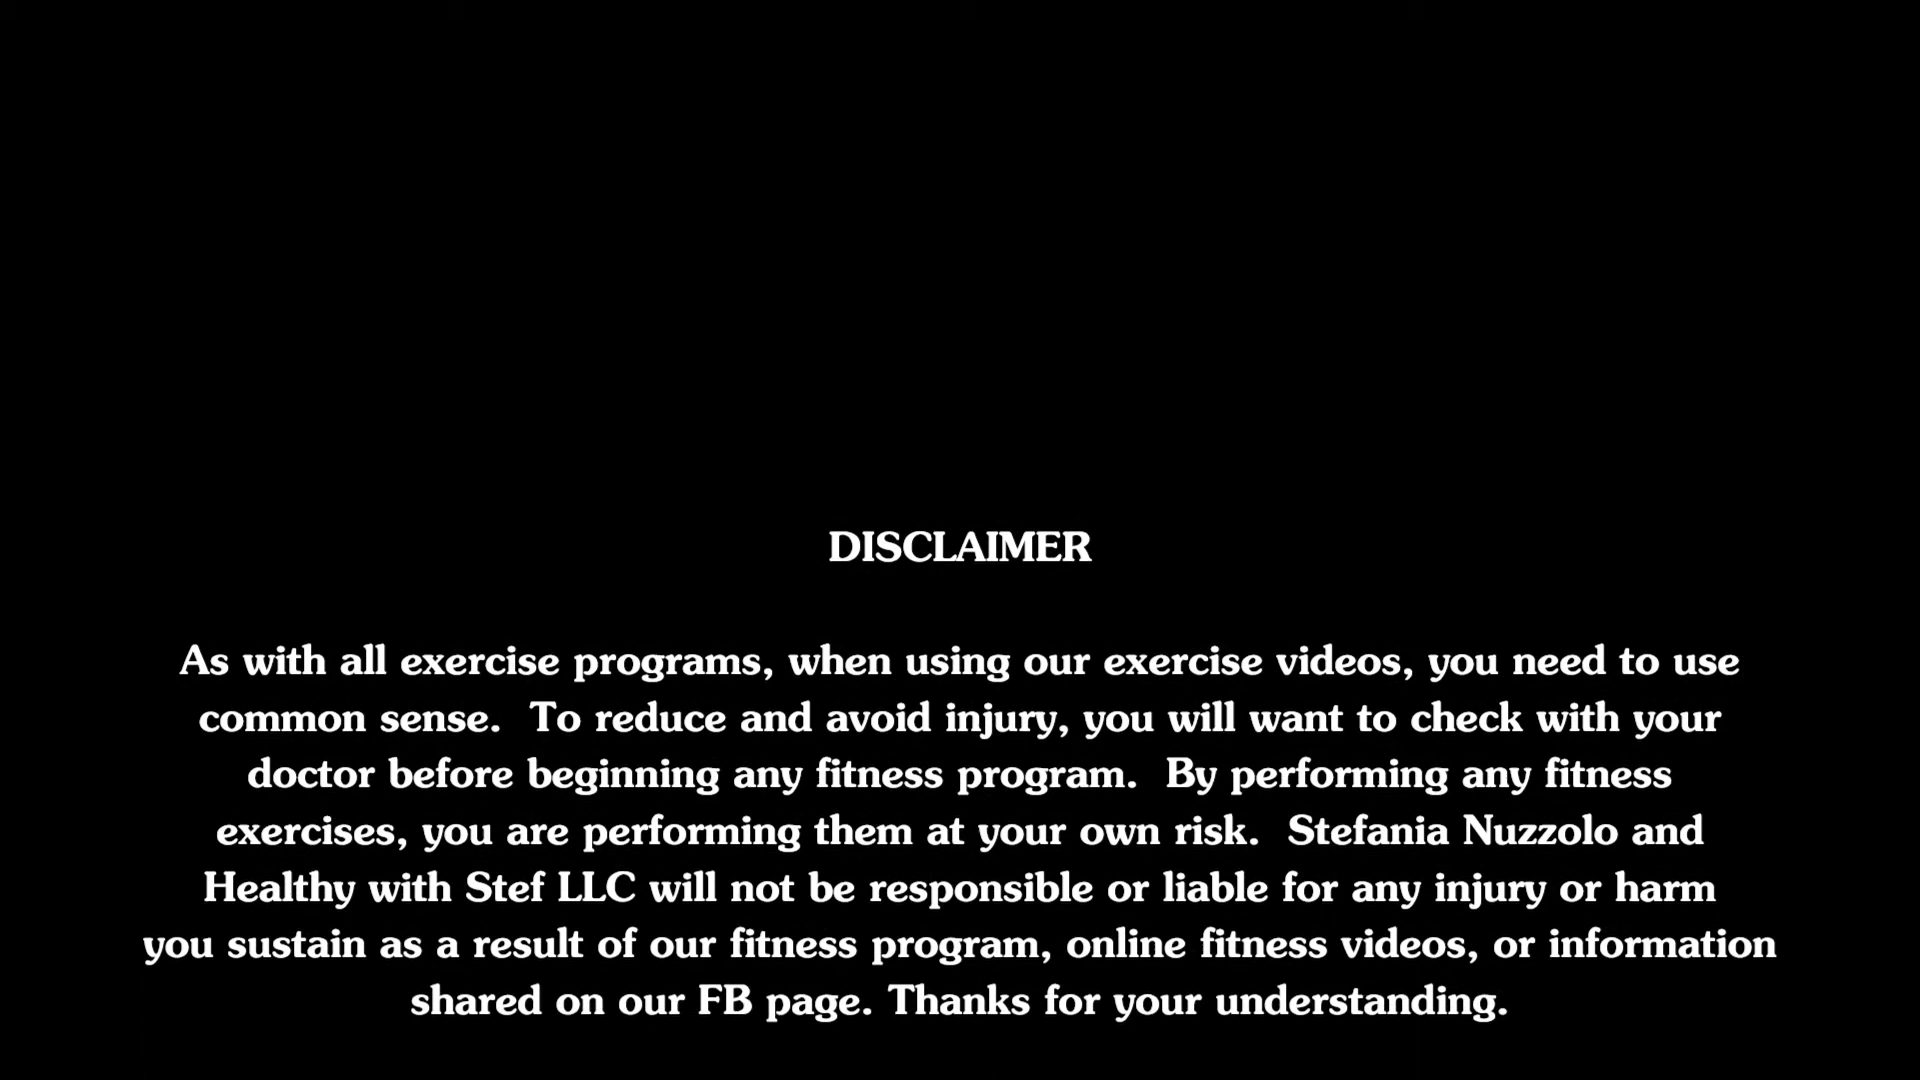 DISCLAIMER
As with all exercise programs, when using our exercise videos, you need to use
common sense.  To reduce and avoid injury, you will want to check with your
doctor before beginning any fitness program.  By performing any fitness
exercises, you are performing them at your own risk.  Stefania Nuzzolo and
Healthy with Stef LLC will not be responsible or liable for any injury or harm
you sustain as a result of our fitness program, online fitness videos, or information
shared on our FB page. Thanks for your understanding.